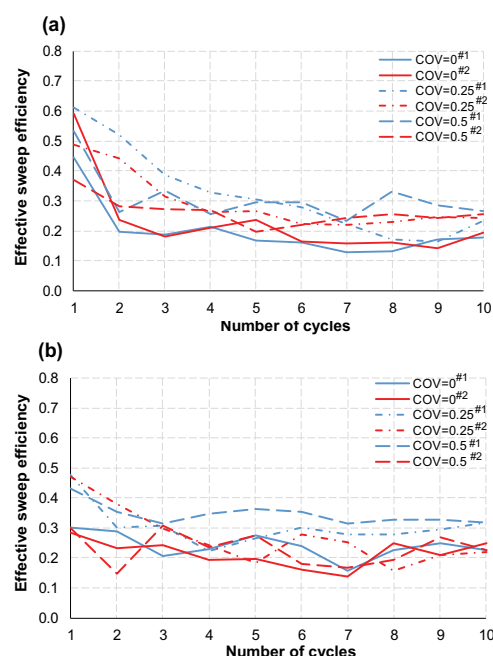 (a)
0.8
0.7
0.6
0.5
0.4
0.3
0.2
0.1
0.0
Effective sweep efficiency
COV=0#1
COV=0#2
COV=0.25#1
COV=0.25#2
COV=0.5#1
COV=0.5#2
1 2 3 4 5 6 7 8 9 10
Number of cycles
(b)
0.8
0.7
0.6
0.5
0.4
0.3
0.2
0.1
0.0
Effective sweep efficiency
COV=0#1
COV=0#2
COV=0.25#1
COV=0.25#2
COV=0.5#1
COV=0.5#2
1 2 3 4 5 6 7 8 9 10
Number of cycles